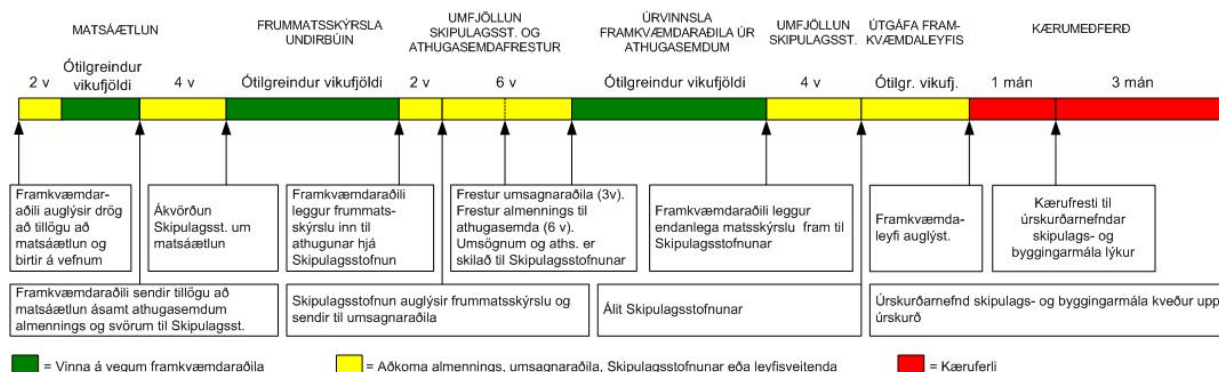 MATSÁÆTLUN
FRUMMATSSKÝRSLA
UNDIRBÚIN
UMFJÖLLUN
SKIPULAGSST. OG
ATHUGASEMDAFRESTUR
ÚRVINNSLA
FRAMKVÆMDARAÐILA ÚR
ATHUGASEMDUM
UMFJÖLLUN
SKIPULAGSST.
ÚTGÁFA FRAM-
KVÆMDALEYFIS
KÆRUMEÐFERÐ
2 v
Ótilgreindur
vikufjöldi
4 v
Ótilgreindur vikufjöldi
2 v
6 v
Ótilgreindur vikufjöldi
4 v
Ótilgr. vikufj.
1 mán
3 mán
Framkvæmdar-
aðili auglýsir drög
að tillögu að
matsáætlun og
birtir á vefnum
Ákvörðun
Skipulagsst. um
matsáætlun
Framkvæmdaraðili
leggur frummats-
skýrslu inn til
athugunar hjá
Skipulagsstofnun
Frestur umsagnaraðila (3v).
Frestur almennings til
athugasemda (6 v).
Umsögnum og aths. er
skilað til Skipulagsstofnunar
Framkvæmdaraðili leggur
endanlega matsskýrslu fram til
Skipulagsstofnunar
Framkvæmda-
leyfi auglýst.
Kærufresti til
úrskurðarnefndar
skipulags- og
byggingarmála lýkur
Framkvæmdaraðili sendir tillögu að
matsáætlun ásamt athugasemdum
almennings og svörum til Skipulagsst.
Skipulagsstofnun auglýsir frummatsskýrslu og
sendir til umsagnaraðila
Álit Skipulagsstofnunar
Úrskurðarnefnd skipulags- og byggingarmála kveður upp
úrskurð
= Vinna á vegum framkvæmdaraðila
= Aðkoma almennings, umsagnaraðila, Skipulagsstofnunar eða leyfisveitenda
= Kæruferli